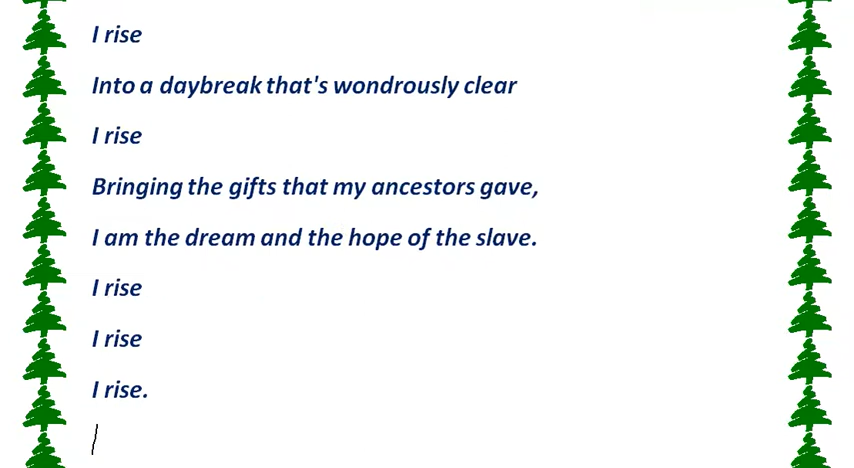 I rise
Into a daybreak that's wondrously clear
I rise
Bringing the gifts that my ancestors gave,
I am the dream and the hope of the slave.
I rise
I rise
I rise.